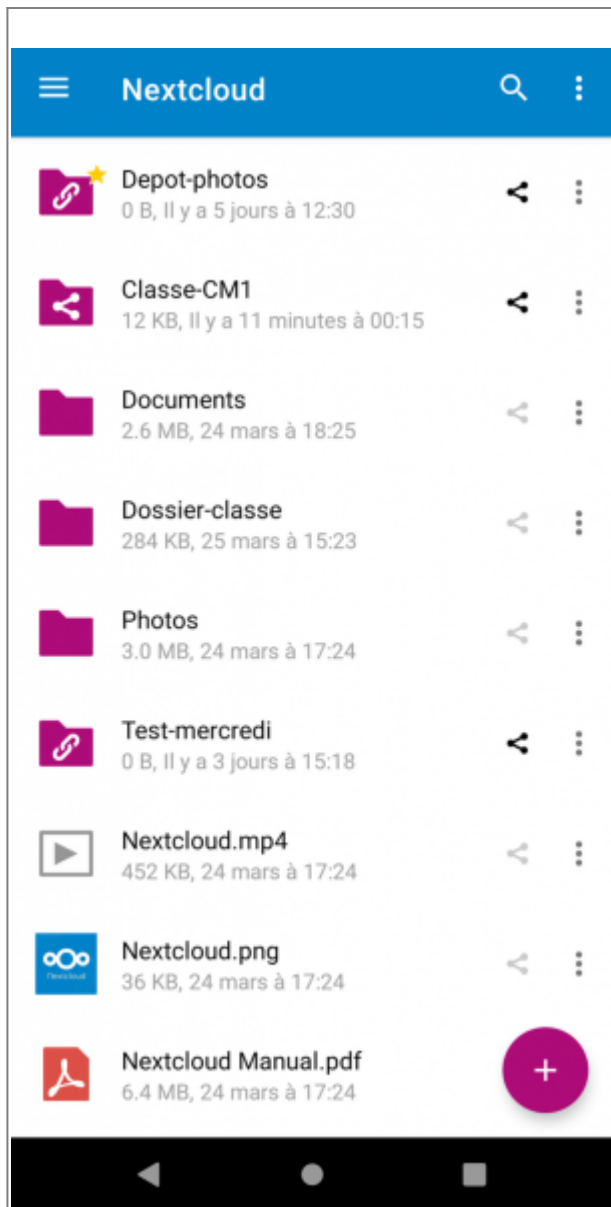 Nextcloud
Depot-photos
0 B, Il y a 5 jours à 12:30
Classe-CM1
12 KB, Il y a 11 minutes à 00:15
Documents
2.6 MB, 24 mars à 18:25
Dossier-classe
284 KB, 25 mars à 15:23
Photos
3.0 MB, 24 mars à 17:24
Test-mercredi
0 B, Il y a 3 jours à 15:18
Nextcloud.mp4
452 KB, 24 mars à 17:24
Nextcloud
Nextcloud.png
36 KB, 24 mars à 17:24
Nextcloud Manual.pdf
6.4 MB, 24 mars à 17:24